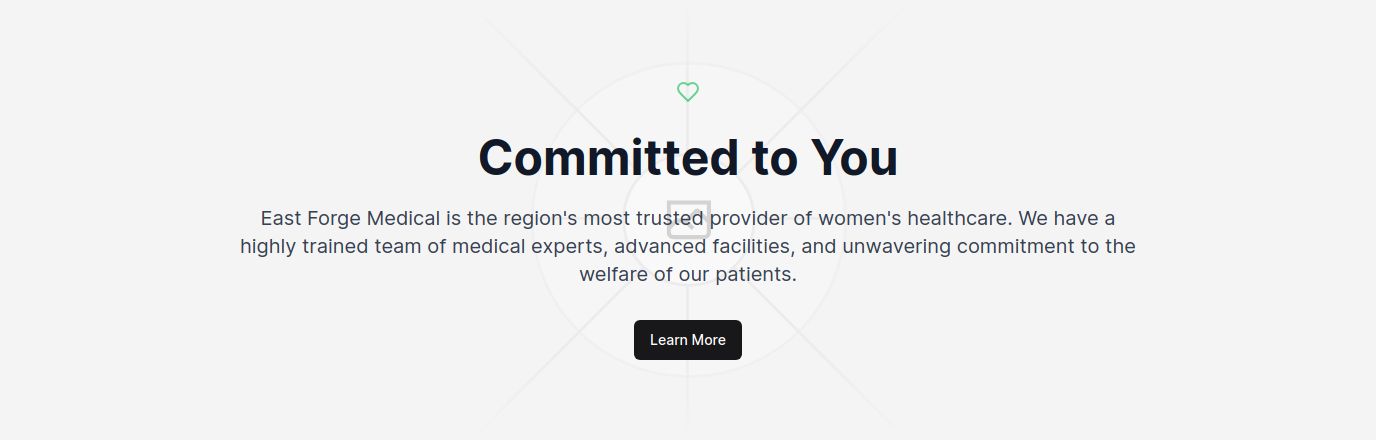 Committed to You
East Forge Medical is the region's most trusted provider of women's healthcare. We have a
highly trained team of medical experts, advanced facilities, and unwavering commitment to the
welfare of our patients.
Learn More